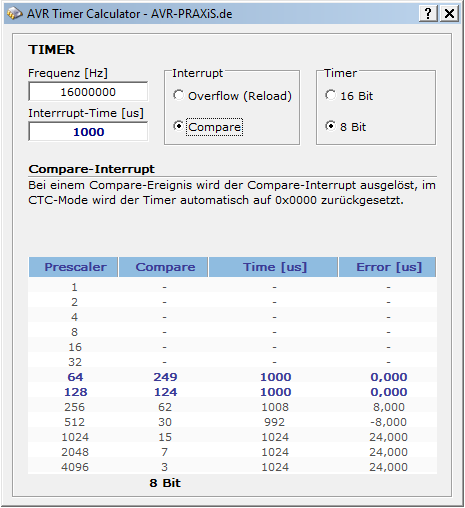 AVR Timer Calculator - AVR-PRAXiS.de
TIMER
Frequenz [Hz]
16000000
Interrrupt-Time [us]
1000
Interrupt
Overflow (Reload)
Compare
Timer
16 Bit
8 Bit
Compare-Interrupt
Bei einem Compare-Ereignis wird der Compare-Interrupt ausgelöst, im
CTC-Mode wird der Timer automatisch auf 0x0000 zurückgesetzt.
Prescaler Compare Time [us] Error [us]
1 - - -
2 - - -
4 - - -
8 - - -
16 - - -
32 - - -
64 249 1000 0,000
128 124 1000 0,000
256 62 1008 8,000
512 30 992 -8,000
1024 15 1024 24,000
2048 7 1024 24,000
4096 3 1024 24,000
8 Bit